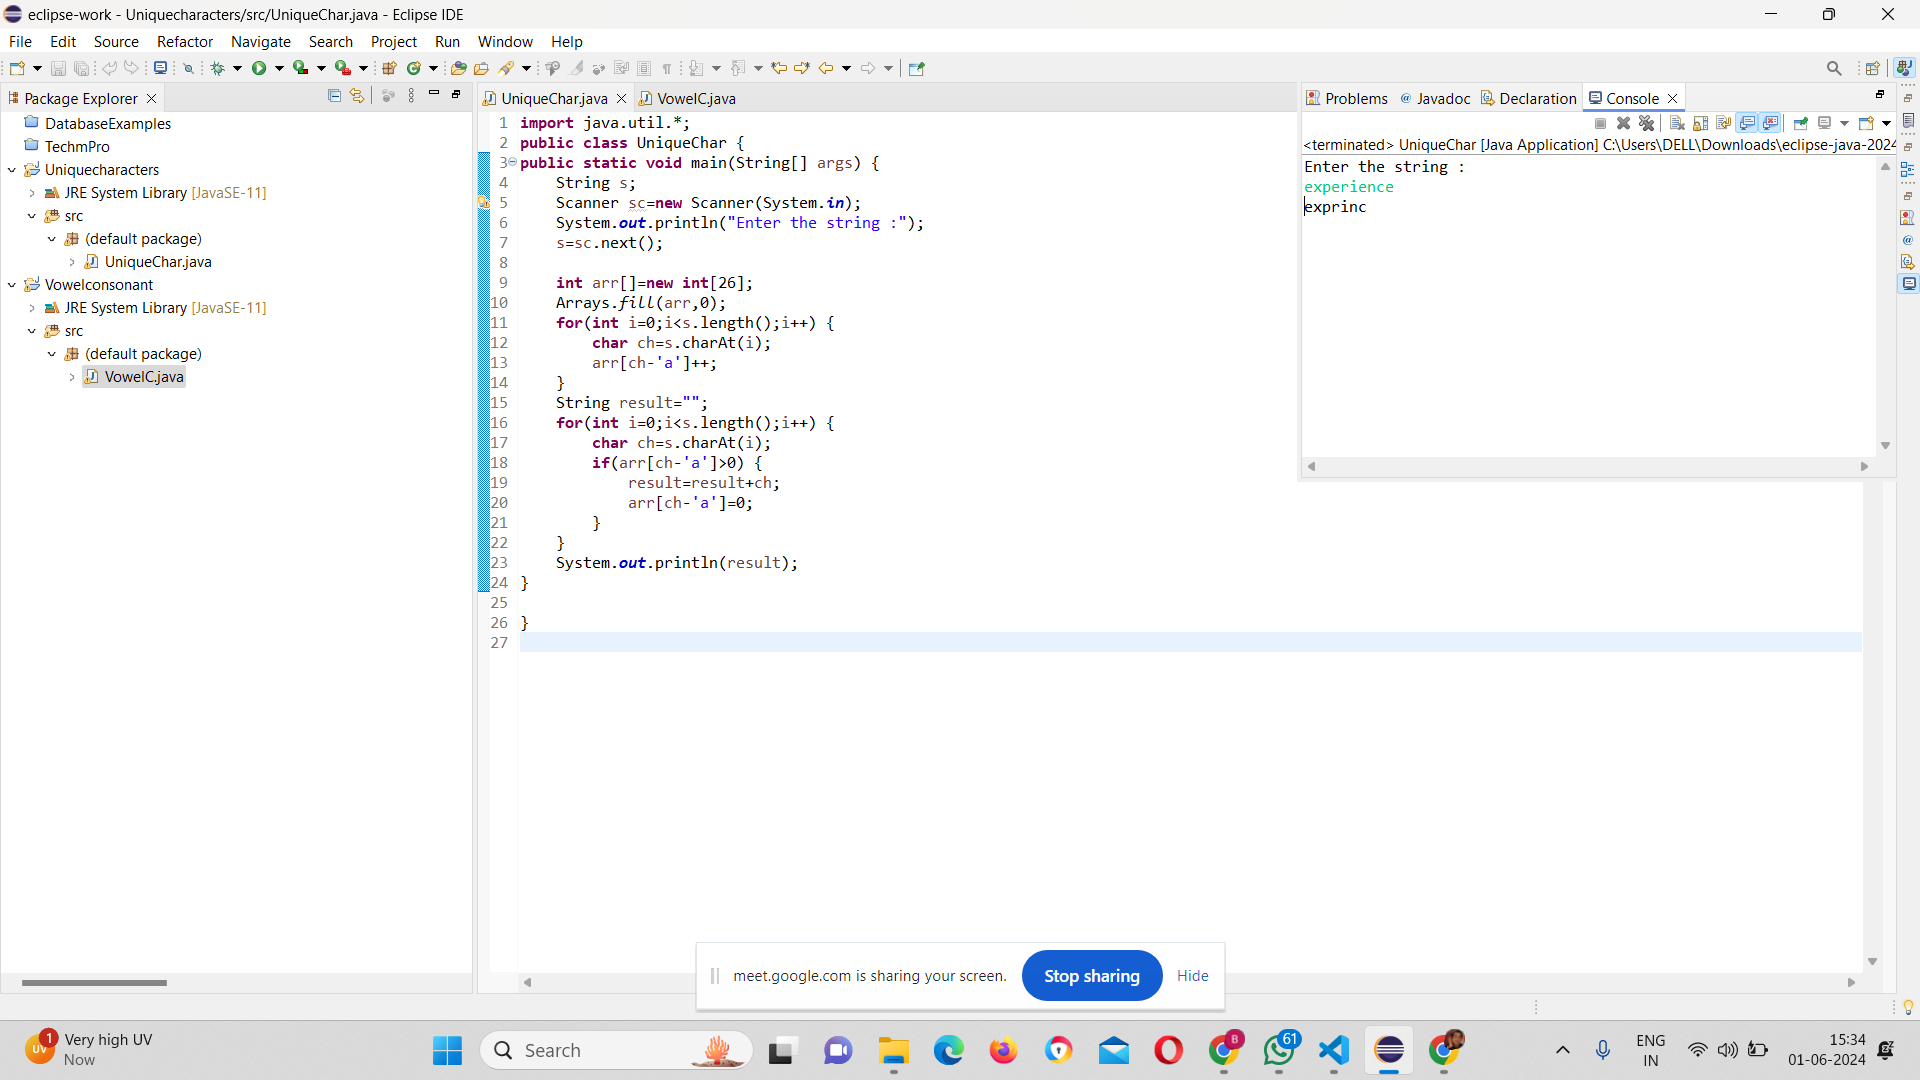 eclipse-work - Uniquecharacters/src/UniqueChar.java - Eclipse IDE
File Edit Source Refactor Navigate Search Project Run Window Help
Package Explorer
DatabaseExamples
TechmPro
Uniquecharacters
JRE System Library [JavaSE-11]
src
(default package)
UniqueChar.java
Vowelconsonant
JRE System Library [JavaSE-11]
src
(default package)
VowelC.java
UniqueChar.java VowelC.java
1 import java.util.*;
2 public class UniqueChar {
3 public static void main(String[] args) {
4     String s;
5     Scanner sc=new Scanner(System.in);
6     System.out.println("Enter the string :");
7     s=sc.next();
8
9     int arr[]=new int[26];
10     Arrays.fill(arr,0);
11     for(int i=0;i<s.length();i++) {
12         char ch=s.charAt(i);
13         arr[ch-'a']++;
14     }
15     String result="";
16     for(int i=0;i<s.length();i++) {
17         char ch=s.charAt(i);
18         if(arr[ch-'a']>0) {
19             result=result+ch;
20             arr[ch-'a']=0;
21         }
22     }
23     System.out.println(result);
24 }
25
26 }
27
Problems @ Javadoc Declaration Console
<terminated> UniqueChar [Java Application] C:\Users\DELL\Downloads\eclipse-java-2024
Enter the string :
experience
exprinc
meet.google.com is sharing your screen. Stop sharing Hide
UV 1 Very high UV
Now
Search
B
61
ENG
IN
15:34
01-06-2024